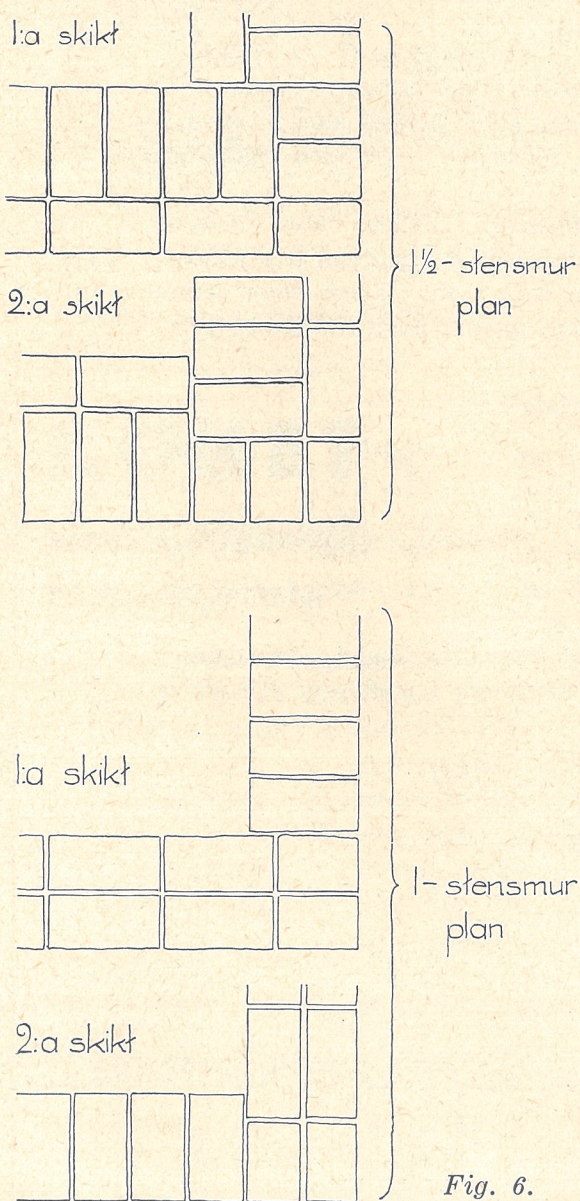 1:a skikt
1½-stensmur
plan
2:a skikt
1:a skikt
1-stensmur
plan
2:a skikt
Fig. 6.